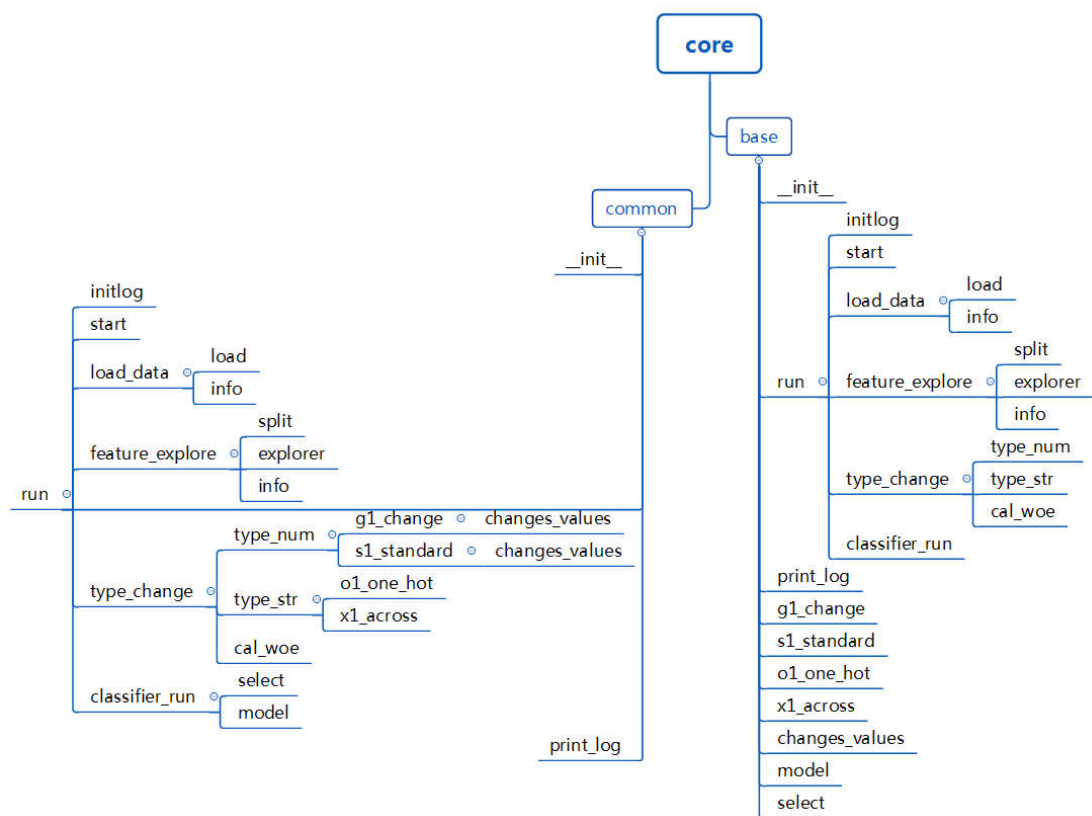 core
base
__init__
run
initlog
start
load_data
load
info
feature_explore
split
explorer
info
type_change
type_num
type_str
cal_woe
classifier_run
print_log
g1_change
s1_standard
o1_one_hot
x1_across
changes_values
model
select
common
__init__
run
initlog
start
load_data
load
info
feature_explore
split
explorer
info
type_change
type_num
g1_change
changes_values
s1_standard
changes_values
type_str
o1_one_hot
x1_across
cal_woe
classifier_run
select
model
print_log